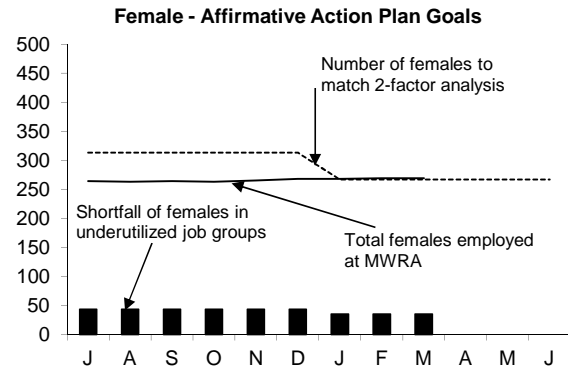 Female - Affirmative Action Plan Goals
500
450
400
350
300
250
200
150
100
50
0
Number of females to
match 2-factor analysis
Shortfall of females in
underutilized job groups
Total females employed
at MWRA
J A S O N D J F M A M J